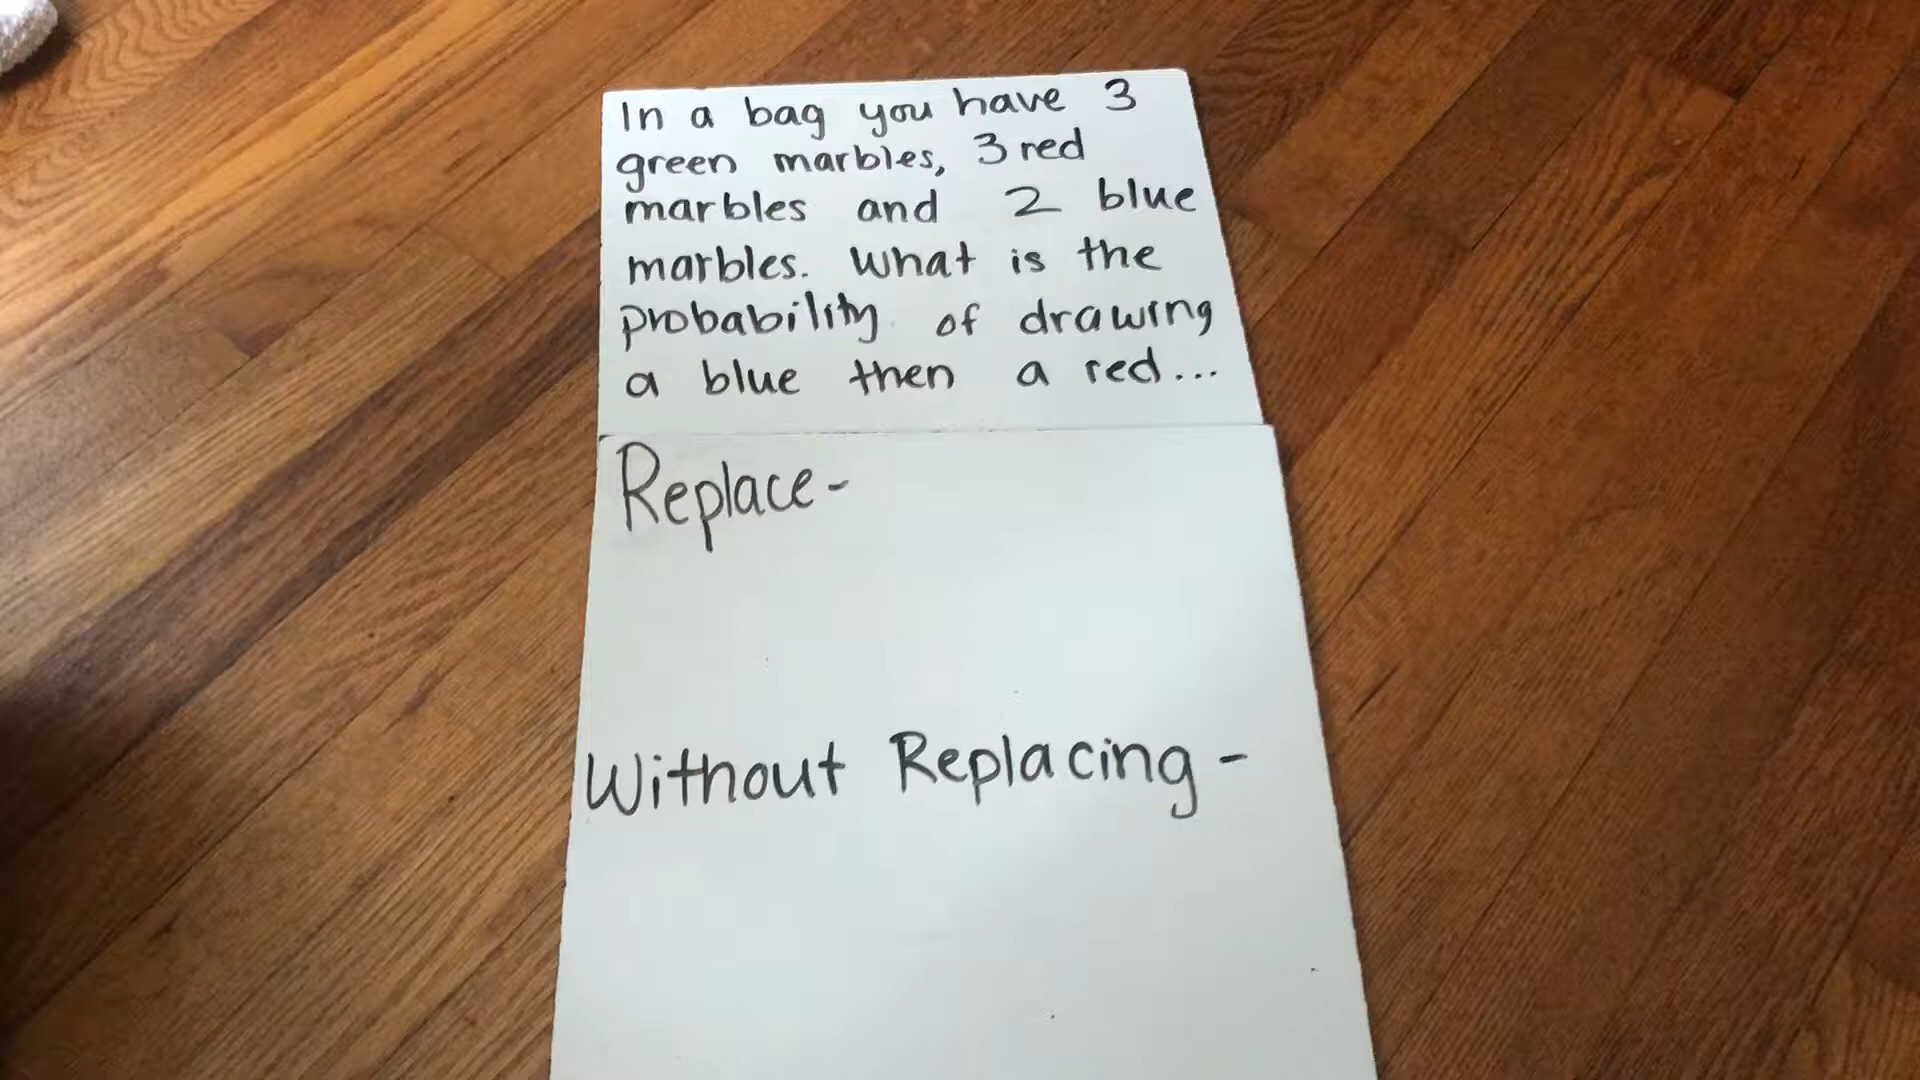 In a bag you have 3
green marbles, 3 red
marbles and 2 blue
marbles. What is the
probability of drawing
a blue then a red...
Replace-
Without Replacing-